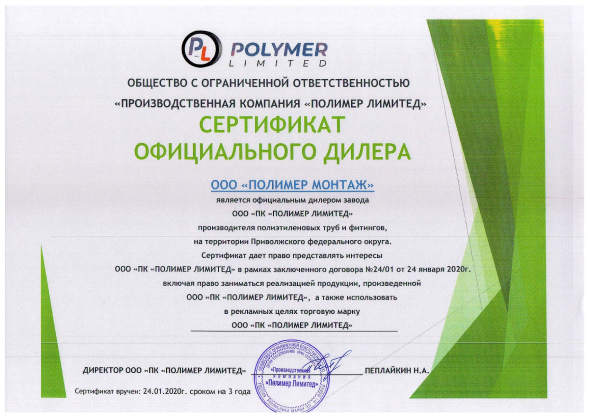 PL POLYMER
LIMITED
ОБЩЕСТВО С ОГРАНИЧЕННОЙ ОТВЕТСТВЕННОСТЬЮ
«ПРОИЗВОДСТВЕННАЯ КОМПАНИЯ «ПОЛИМЕР ЛИМИТЕД»
СЕРТИФИКАТ
ОФИЦИАЛЬНОГО ДИЛЕРА
ООО «ПОЛИМЕР МОНТАЖ»
является официальным дилером завода
ООО «ПК «ПОЛИМЕР ЛИМИТЕД»
производителя полиэтиленовых труб и фитингов,
на территории Приволжского федерального округа.
Сертификат дает право представлять интересы
ООО «ПК «ПОЛИМЕР ЛИМИТЕД» в рамках заключенного договора №24/01 от 24 января 2020г.
включая право заниматься реализацией продукции, произведенной
ООО «ПК «ПОЛИМЕР ЛИМИТЕД», а также использовать
в рекламных целях торговую марку
ООО «ПК «ПОЛИМЕР ЛИМИТЕД»
ДИРЕКТОР ООО «ПК «ПОЛИМЕР ЛИМИТЕД» ПЕПЛАЙКИН Н.А.
«Производственная
компания
«Полимер Лимитед»
Сертификат вручен: 24.01.2020г. сроком на 3 года